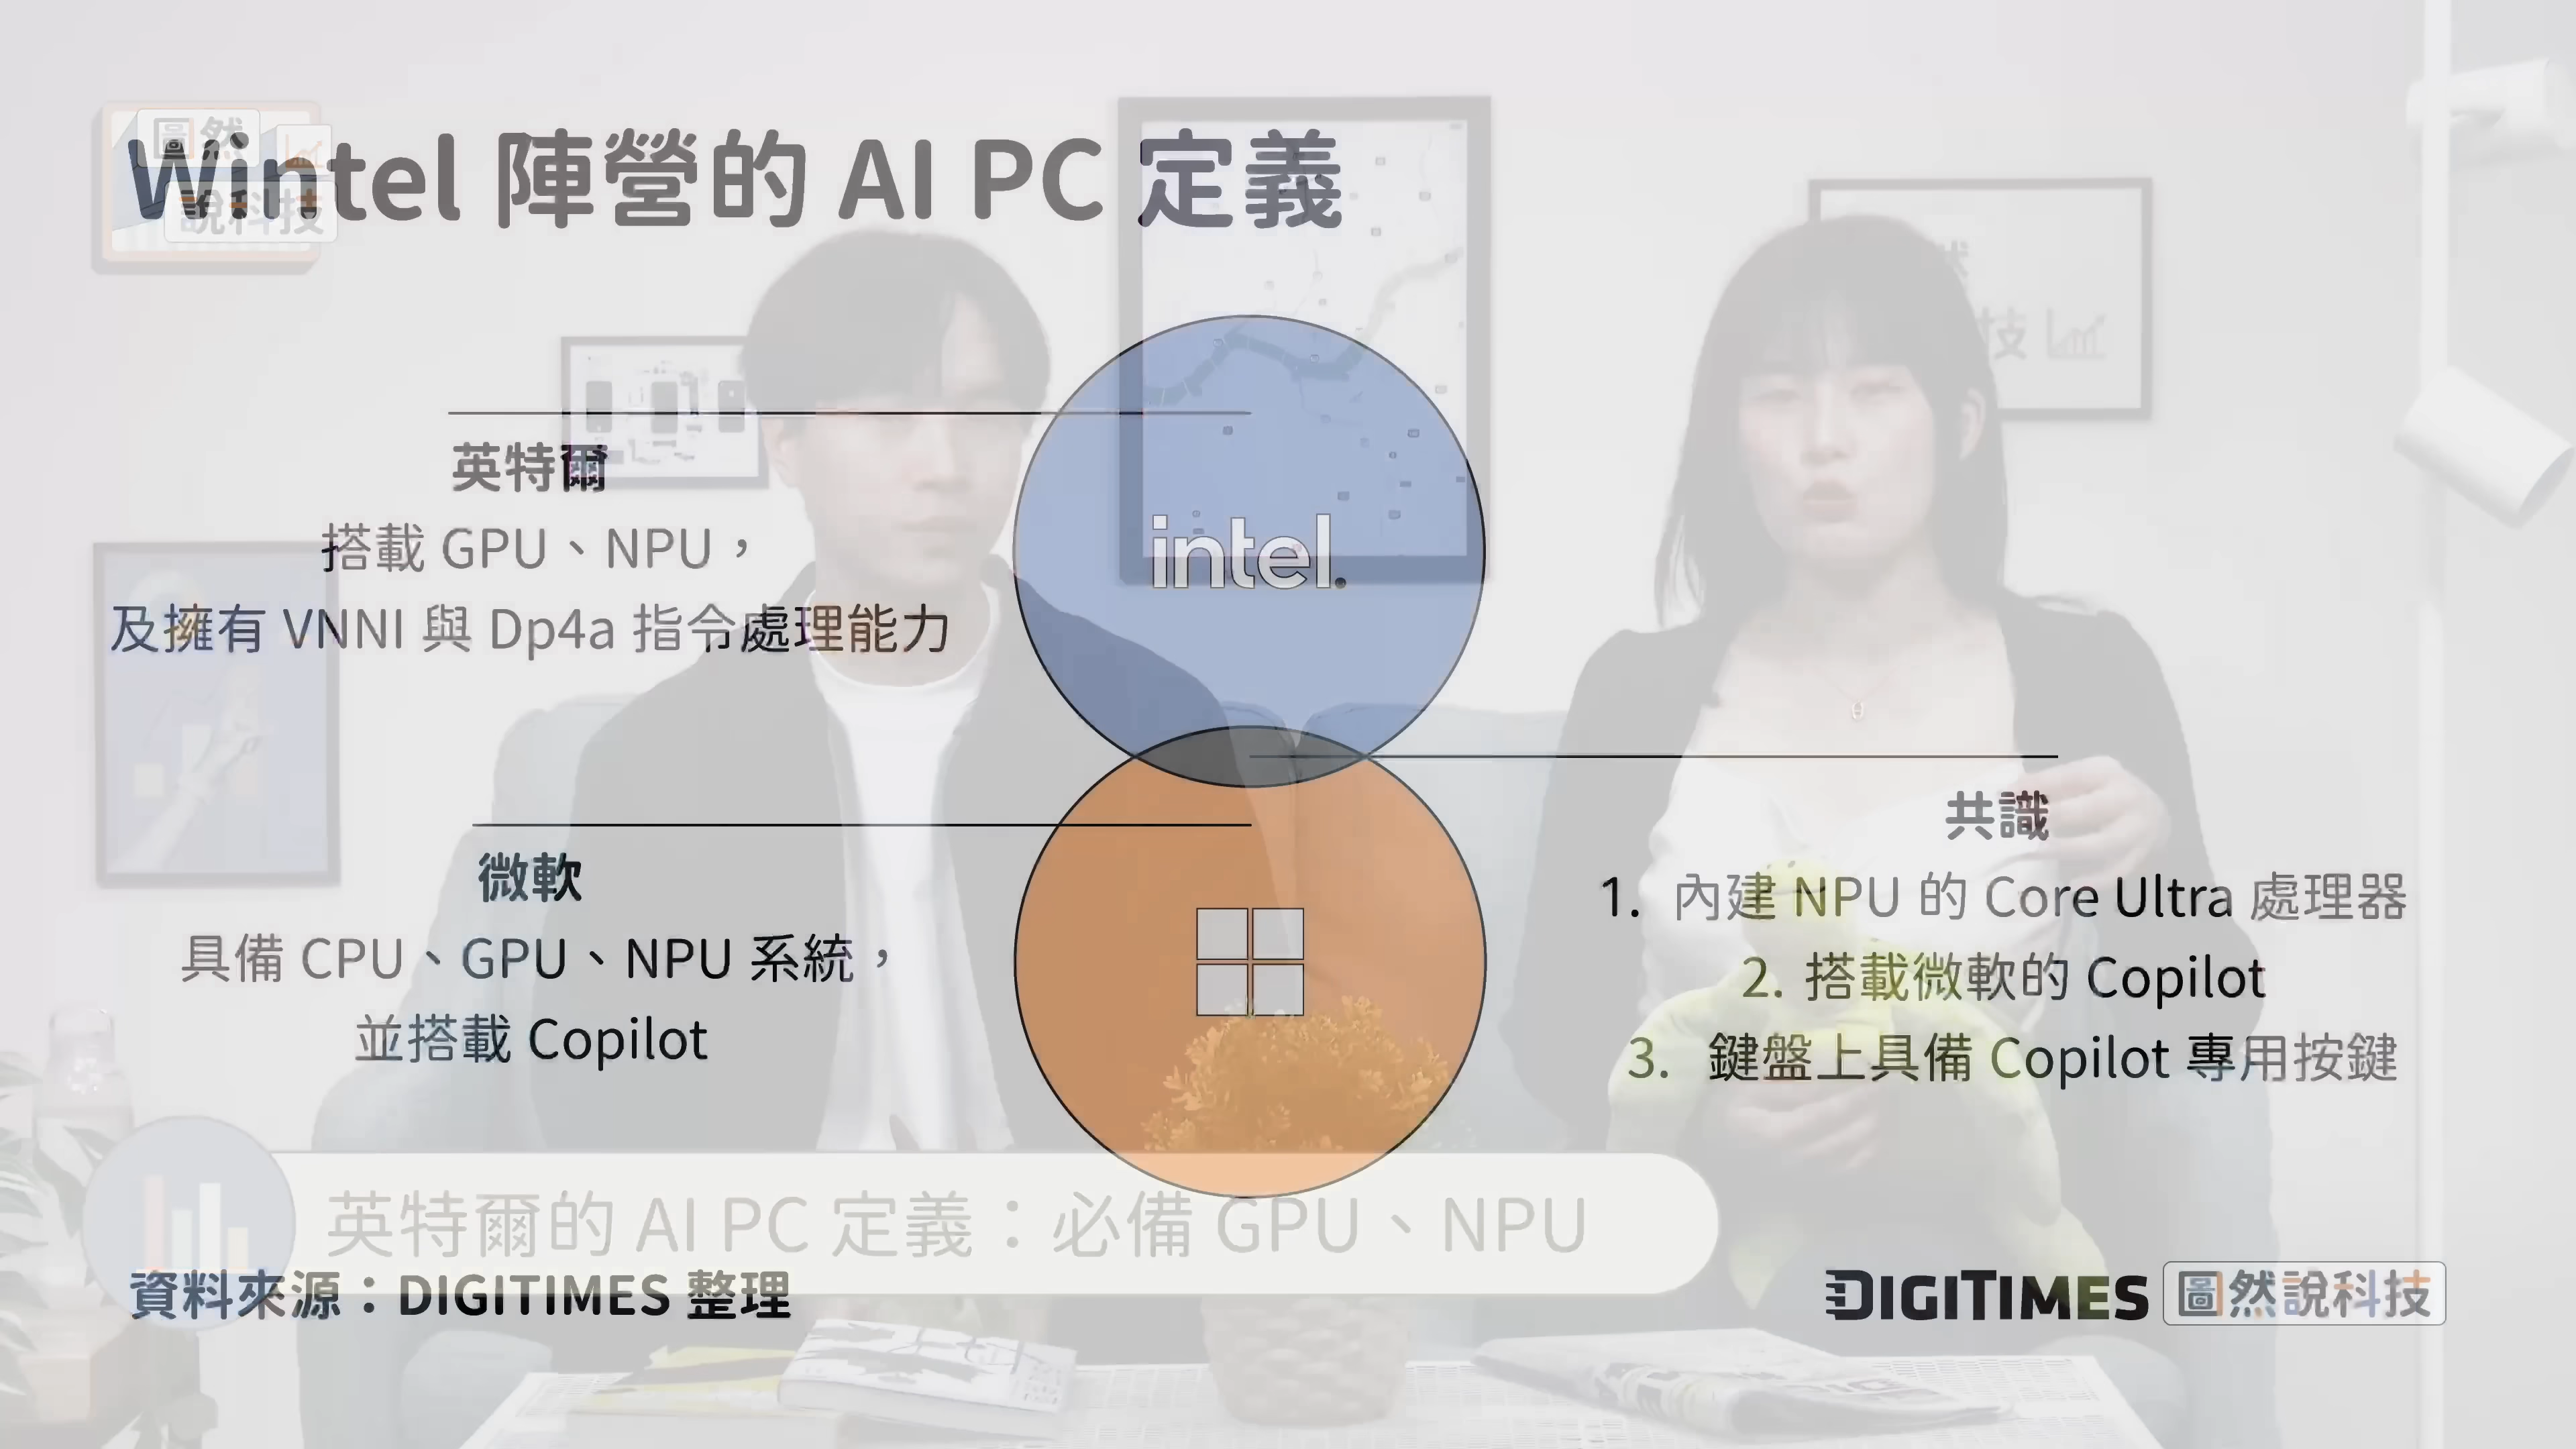 圖然
說科技
Wintel 陣營的 AI PC 定義
英特爾
搭載 GPU、NPU，
及擁有 VNNI 與 Dp4a 指令處理能力
intel.
微軟
具備 CPU、GPU、NPU 系統，
並搭載 Copilot
共識
1. 內建 NPU 的 Core Ultra 處理器
2. 搭載微軟的 Copilot
3. 鍵盤上具備 Copilot 專用按鍵
英特爾的 AI PC 定義：必備 GPU、NPU
資料來源：DIGITIMES 整理
DIGITIMES 圖然說科技